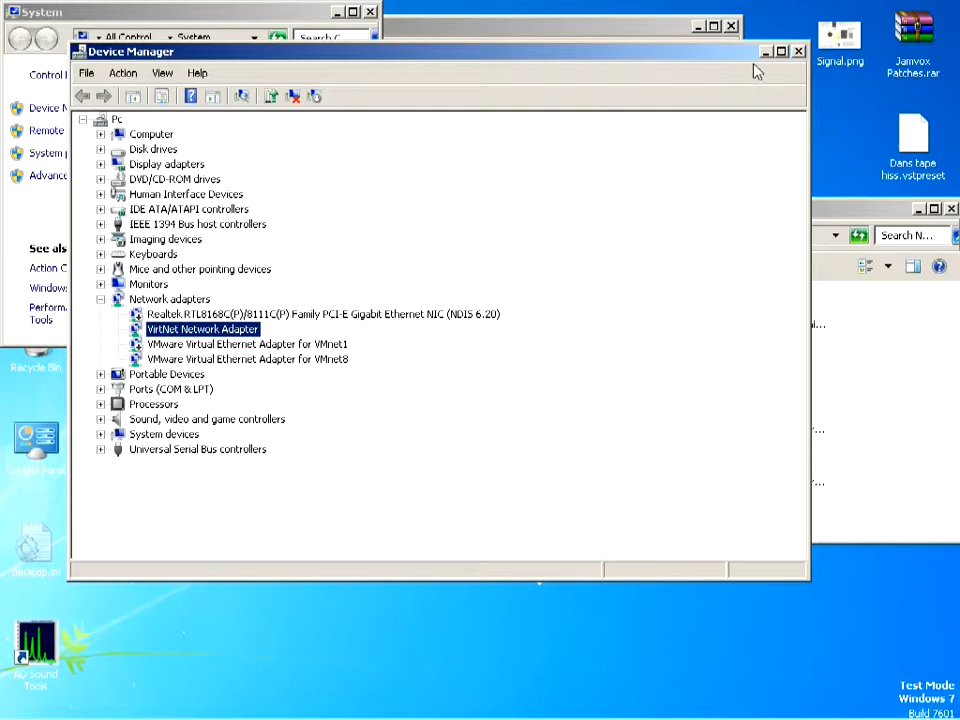 System
All Control
System
Search C
Control
Device M
Remote
System
Advance
See als
Action C
Window
Perform
Tools
Device Manager
File
Action
View
Help
Pc
Computer
Disk drives
Display adapters
DVD/CD-ROM drives
Human Interface Devices
IDE ATA/ATAPI controllers
IEEE 1394 Bus host controllers
Imaging devices
Keyboards
Mice and other pointing devices
Monitors
Network adapters
Realtek RTL8168C(P)/8111C(P) Family PCI-E Gigabit Ethernet NIC (NDIS 6.20)
VirtNet Network Adapter
VMware Virtual Ethernet Adapter for VMnet1
VMware Virtual Ethernet Adapter for VMnet8
Portable Devices
Ports (COM & LPT)
Processors
Sound, video and game controllers
System devices
Universal Serial Bus controllers
Signal.png
Jamvox
Patches.rar
Dans tape
hiss.vstpreset
Search N...
Recycle Bin
Control Panel
desktop.ini
AD Sound
Tools
Test Mode
Windows 7
Build 7601